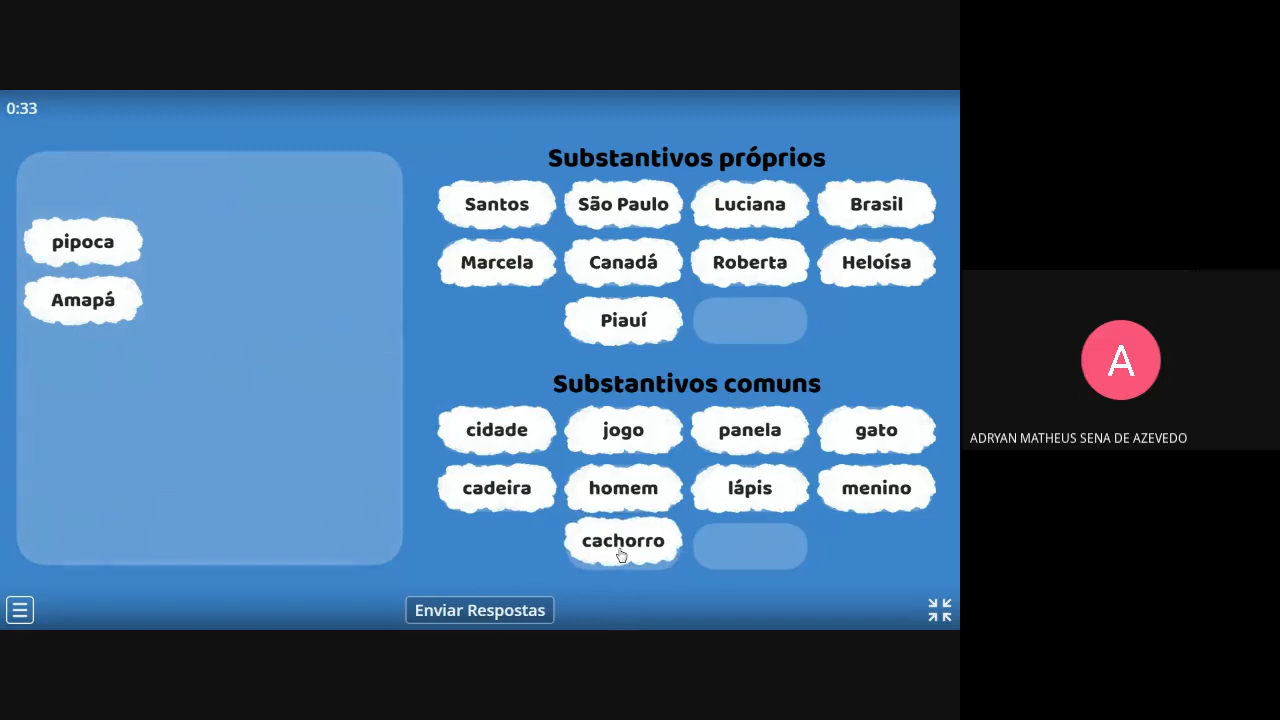 0:33
pipoca
Amapá
Substantivos próprios
Santos São Paulo Luciana Brasil
Marcela Canadá Roberta Heloísa
Piauí
Substantivos comuns
cidade jogo panela gato
cadeira homem lápis menino
cachorro
Enviar Respostas
A
ADRYAN MATHEUS SENA DE AZEVEDO